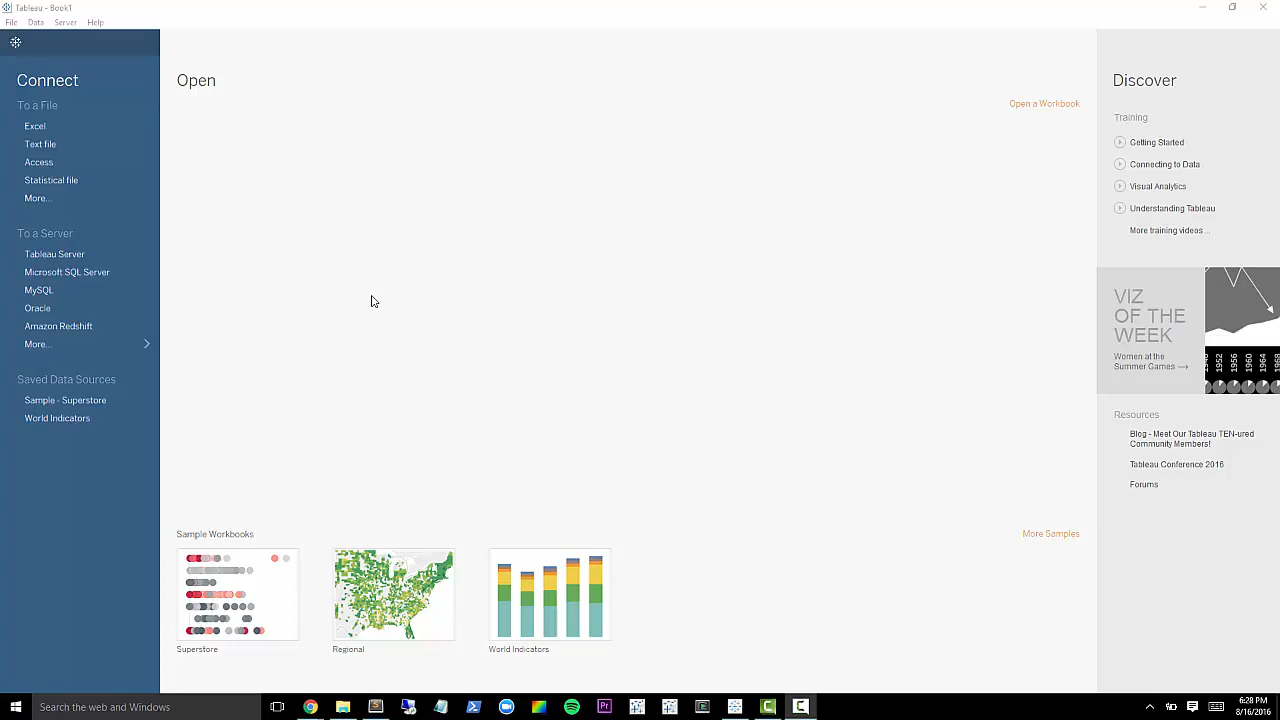 Tableau - Book1
File Data Server Help
Connect
To a File
Excel
Text file
Access
Statistical file
More...
To a Server
Tableau Server
Microsoft SQL Server
MySQL
Oracle
Amazon Redshift
More...
Saved Data Sources
Sample - Superstore
World Indicators
Open
Open a Workbook
Sample Workbooks
More Samples
Superstore
Regional
World Indicators
Discover
Training
Getting Started
Connecting to Data
Visual Analytics
Understanding Tableau
More training videos...
VIZ
OF THE
WEEK
Women at the
Summer Games →
1952
1956
1960
1964
Resources
Blog - Meet Our Tableau TEN-ured
Community Members!
Tableau Conference 2016
Forums
Search the web and Windows
6:28 PM
8/16/2016